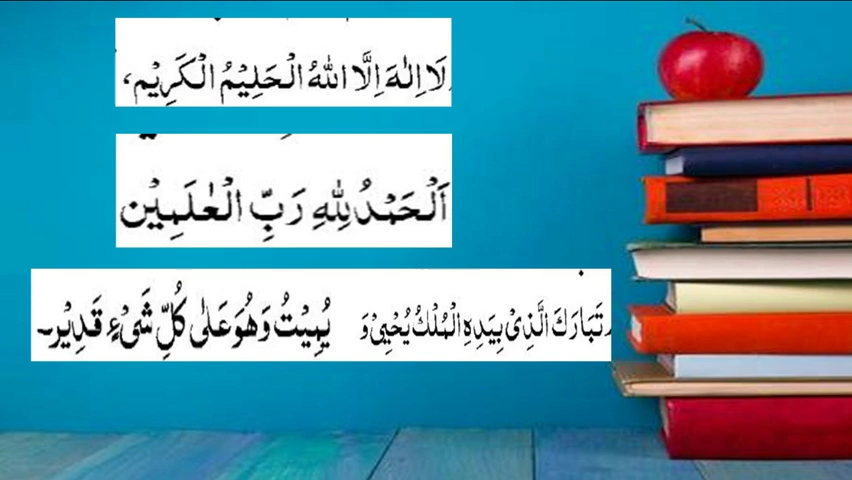 لَا اِلٰهَ اِلَّا اللّٰهُ الْحَلِيْمُ الْكَرِيْمِ،
اَلْحَمْدُ لِلّٰهِ رَبِّ الْعٰلَمِيْن
تَبَارَكَ الَّذِىْ بِيَدِهِ الْمُلْكُ يُحْيِىْ وَ يُمِيْتُ وَهُوَ عَلٰى كُلِّ شَىْءٍ قَدِيْر۔